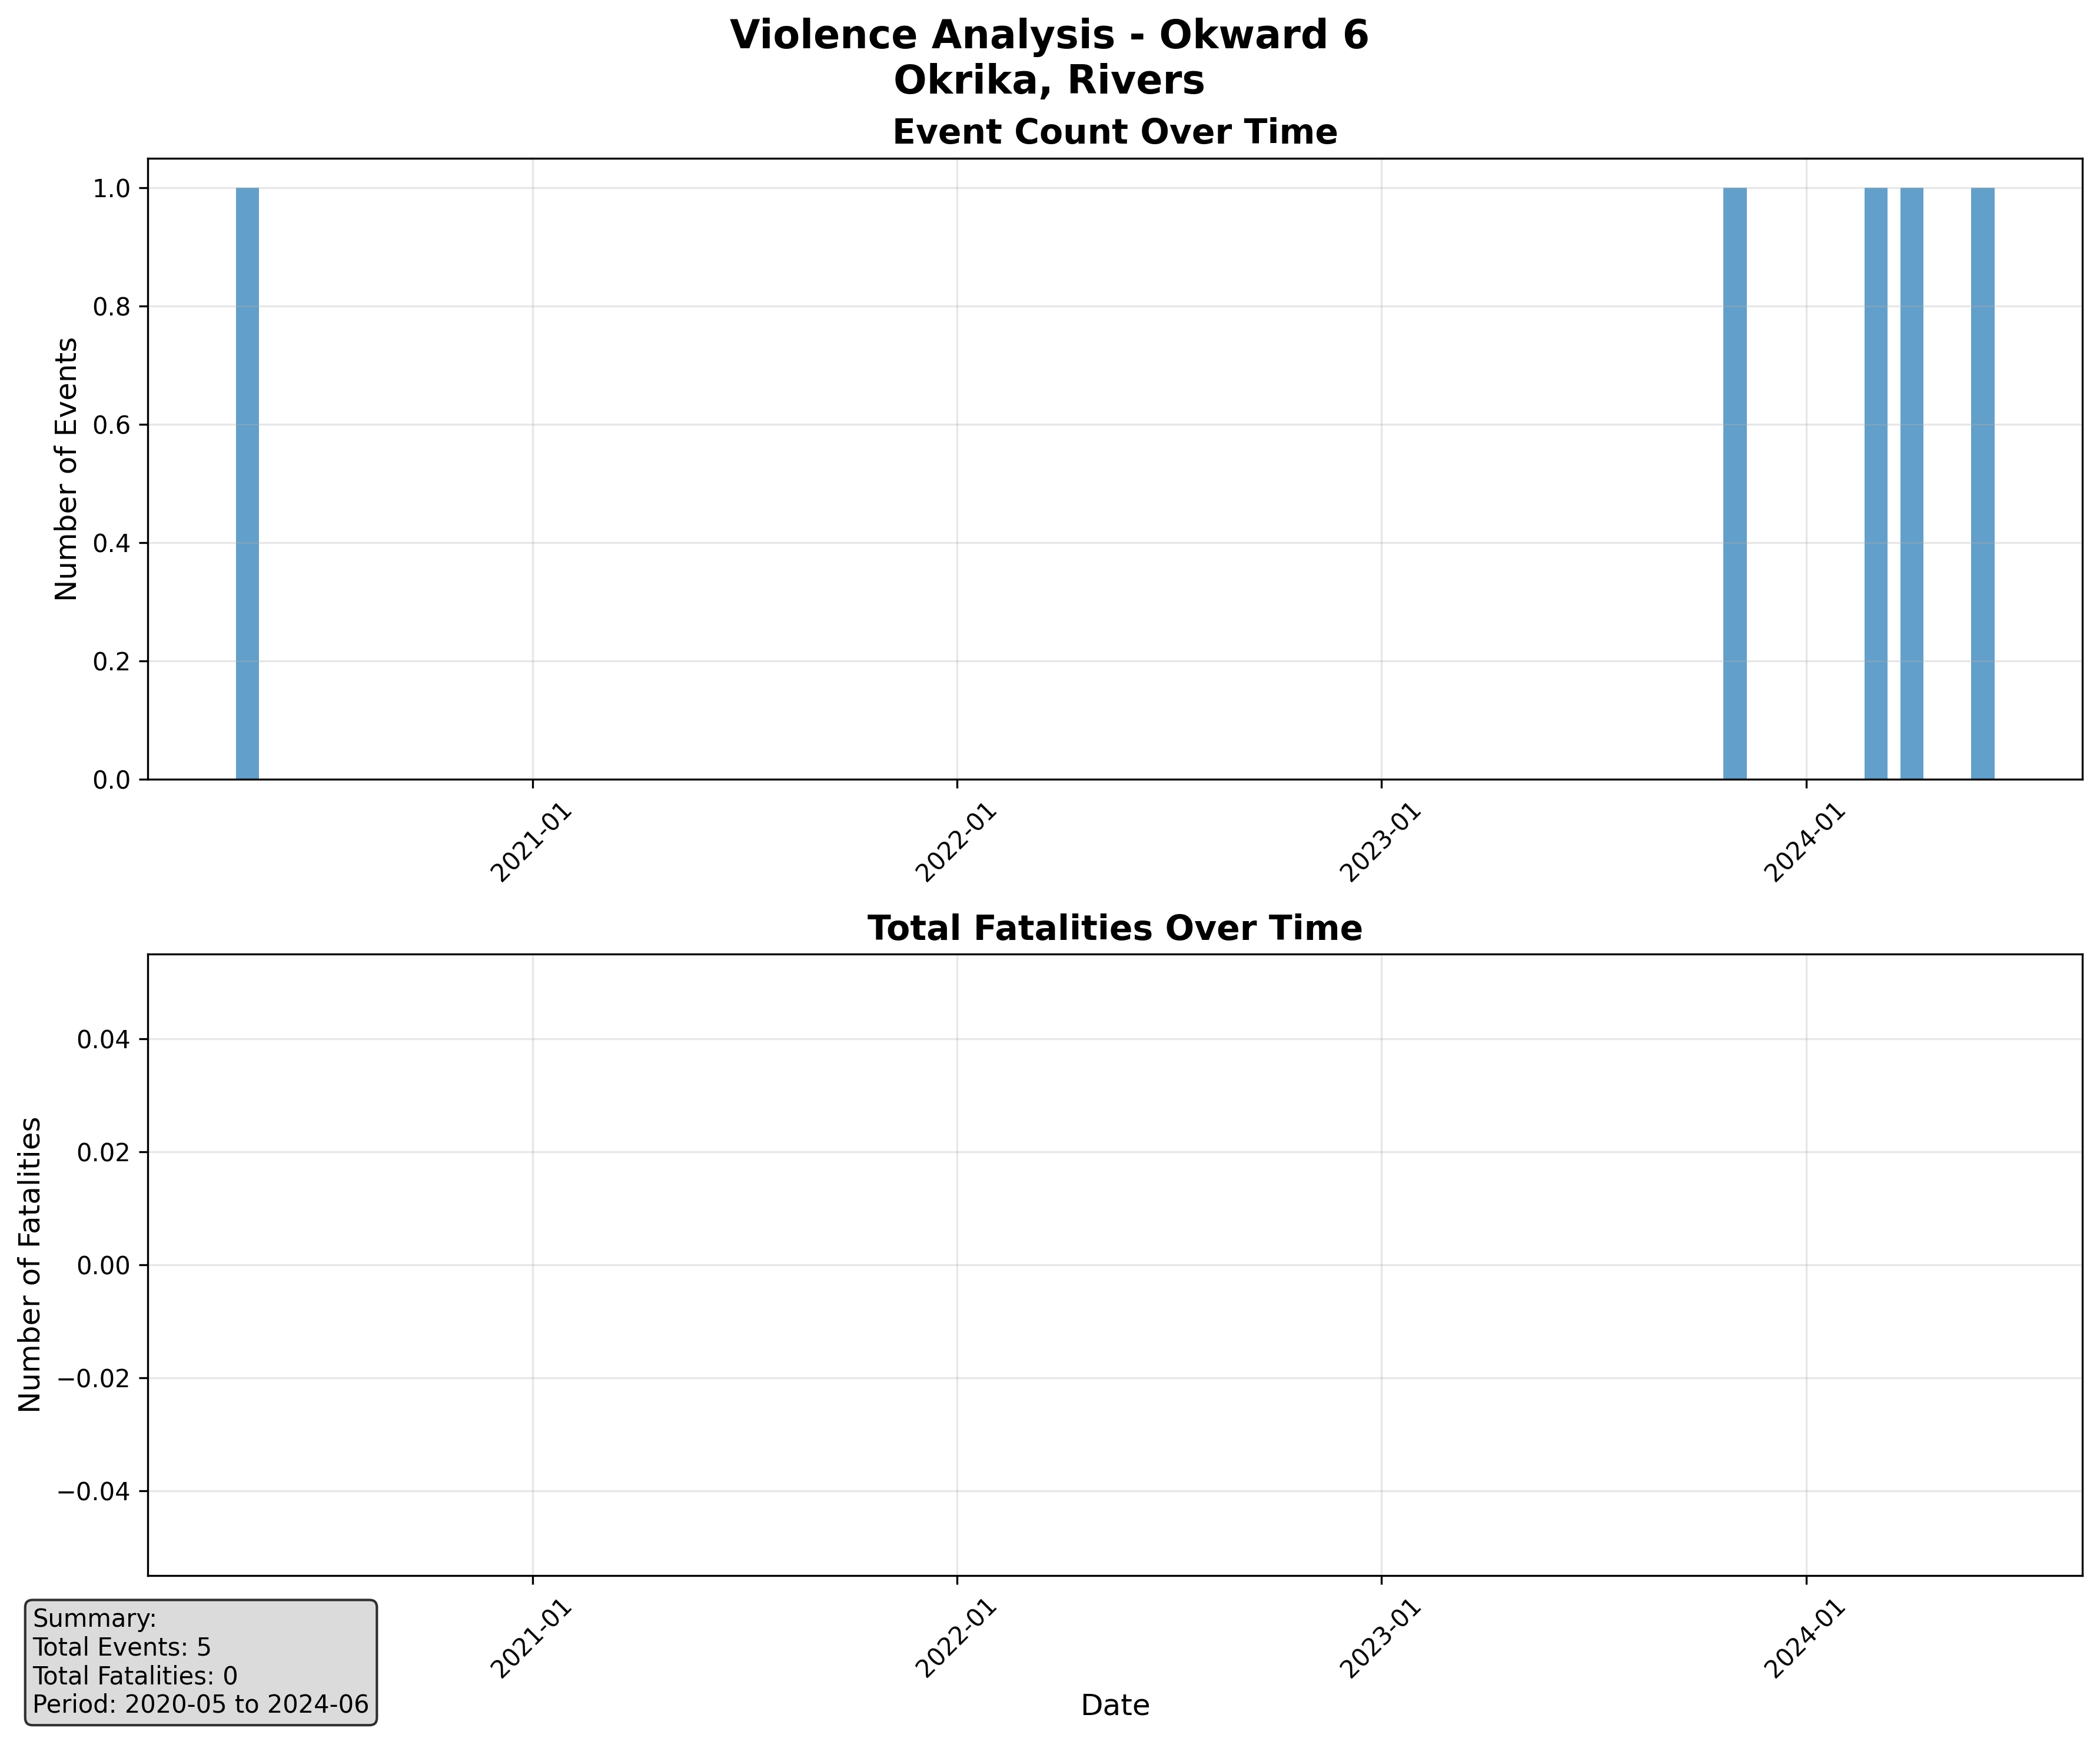 Violence Analysis - Okward 6
Okrika, Rivers
Event Count Over Time
Number of Events
1.0
0.8
0.6
0.4
0.2
0.0
2021-01
2022-01
2023-01
2024-01
Total Fatalities Over Time
Number of Fatalities
0.04
0.02
0.00
−0.02
−0.04
2021-01
2022-01
2023-01
2024-01
Date
Summary:
Total Events: 5
Total Fatalities: 0
Period: 2020-05 to 2024-06